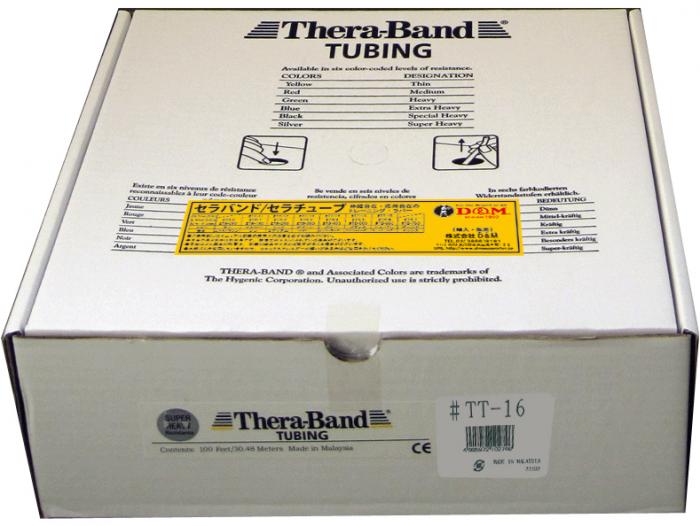 Thera-Band®
TUBING
Available in six color-coded levels of resistance.
COLORS DESIGNATION
Yellow Thin
Red Medium
Green Heavy
Blue Extra Heavy
Black Special Heavy
Silver Super Heavy
Existe en six niveaux de résistance
reconnaissables à leur code-couleur
COULEURS
Jaune
Rouge
Vert
Bleu
Noir
Argent
Se vende en seis niveles de
resistencia, cifrados en colores
In sechs farbkodierten
Widerstandsstufen erhältlich.
BEDEUTUNG
Dünn
Mittel-kräftig
Kräftig
Extra kräftig
Besonders kräftig
Super-kräftig
セラバンド/セラチューブ
D&M
株式会社 D&M
THERA-BAND ® and Associated Colors are trademarks of
The Hygenic Corporation. Unauthorized use is strictly prohibited.
SUPER
HEAVY
Resistance
Thera-Band®
TUBING
Contents: 100 Feet/30.48 Meters Made in Malaysia
CE
#TT-16
MADE IN MALAYSIA